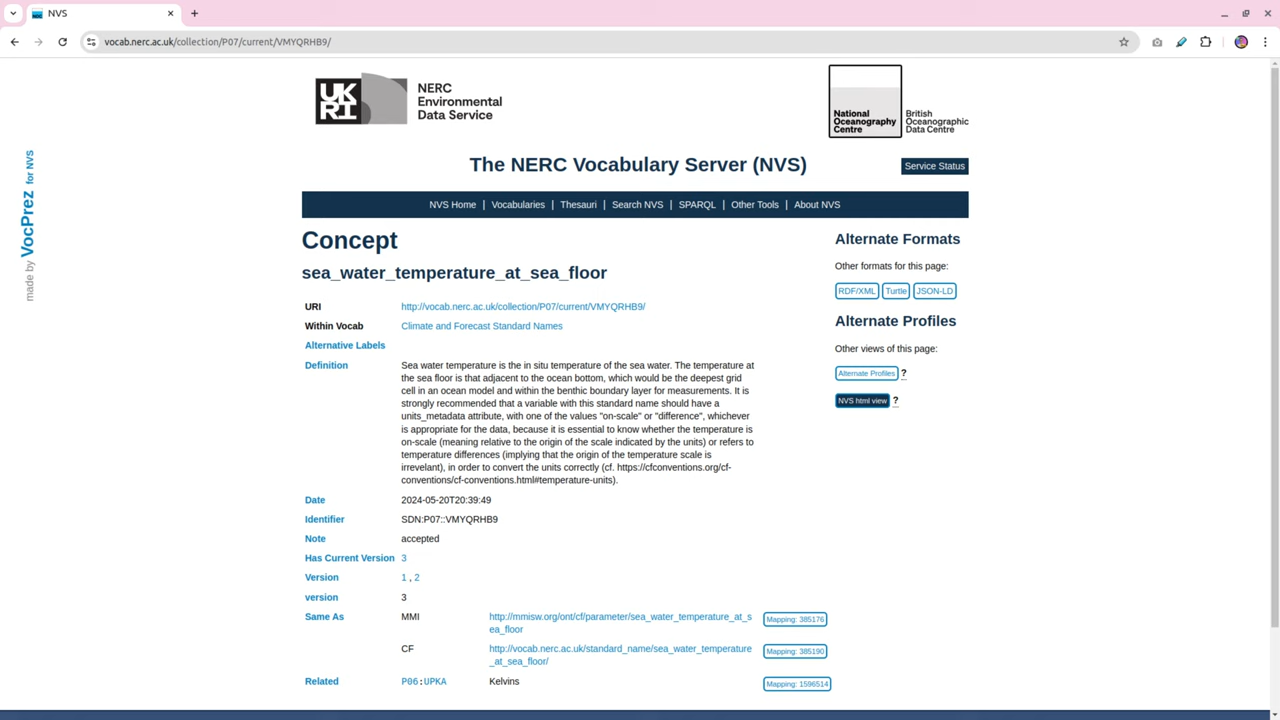 NVS
vocab.nerc.ac.uk/collection/P07/current/VMYQRHB9/
UK
RI
NERC
Environmental
Data Service
National
Oceanography
Centre
British
Oceanographic
Data Centre
made by VocPrez for NVS
The NERC Vocabulary Server (NVS)
Service Status
NVS Home | Vocabularies | Thesauri | Search NVS | SPARQL | Other Tools | About NVS
Concept
sea_water_temperature_at_sea_floor
URI http://vocab.nerc.ac.uk/collection/P07/current/VMYQRHB9/
Within Vocab Climate and Forecast Standard Names
Alternative Labels
Definition Sea water temperature is the in situ temperature of the sea water. The temperature at
the sea floor is that adjacent to the ocean bottom, which would be the deepest grid
cell in an ocean model and within the benthic boundary layer for measurements. It is
strongly recommended that a variable with this standard name should have a
units_metadata attribute, with one of the values "on-scale" or "difference", whichever
is appropriate for the data, because it is essential to know whether the temperature is
on-scale (meaning relative to the origin of the scale indicated by the units) or refers to
temperature differences (implying that the origin of the temperature scale is
irrevelant), in order to convert the units correctly (cf. https://cfconventions.org/cf-
conventions/cf-conventions.html#temperature-units).
Date 2024-05-20T20:39:49
Identifier SDN:P07::VMYQRHB9
Note accepted
Has Current Version 3
Version 1 , 2
version 3
Same As MMI http://mmisw.org/ont/cf/parameter/sea_water_temperature_at_s
ea_floor Mapping: 385176
CF http://vocab.nerc.ac.uk/standard_name/sea_water_temperature
_at_sea_floor/ Mapping: 385190
Related P06:UPKA Kelvins Mapping: 1596514
Alternate Formats
Other formats for this page:
RDF/XML Turtle JSON-LD
Alternate Profiles
Other views of this page:
Alternate Profiles ?
NVS html view ?